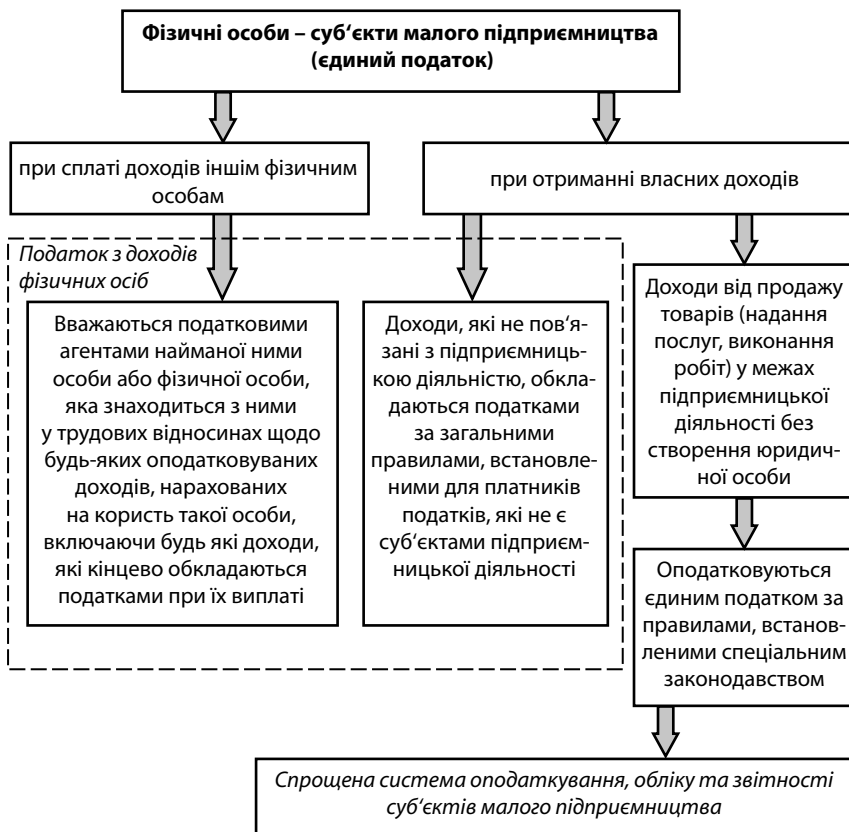 Фізичні особи – суб‘єкти малого підприємництва
(єдиний податок)
при сплаті доходів іншім фізичним
особам
при отриманні власних доходів
Податок з доходів
фізичних осіб
Вважаються податковими
агентами найманої ними
особи або фізичної особи,
яка знаходиться з ними
у трудових відносинах щодо
будь-яких оподатковуваних
доходів, нарахованих
на користь такої особи,
включаючи будь які доходи,
які кінцево обкладаються
податками при їх виплаті
Доходи, які не пов‘я-
зані з підприємниць-
кою діяльністю, обкла-
даються податками
за загальними
правилами, встановле-
ними для платників
податків, які не є
суб‘єктами підприєм-
ницької діяльності
Доходи від продажу
товарів (надання
послуг, виконання
робіт) у межах
підприємницької
діяльності без
створення юридич-
ної особи
Оподатковуються
єдиним податком за
правилами, встанов-
леними спеціальним
законодавством
Спрощена система оподаткування, обліку та звітності
суб‘єктів малого підприємництва